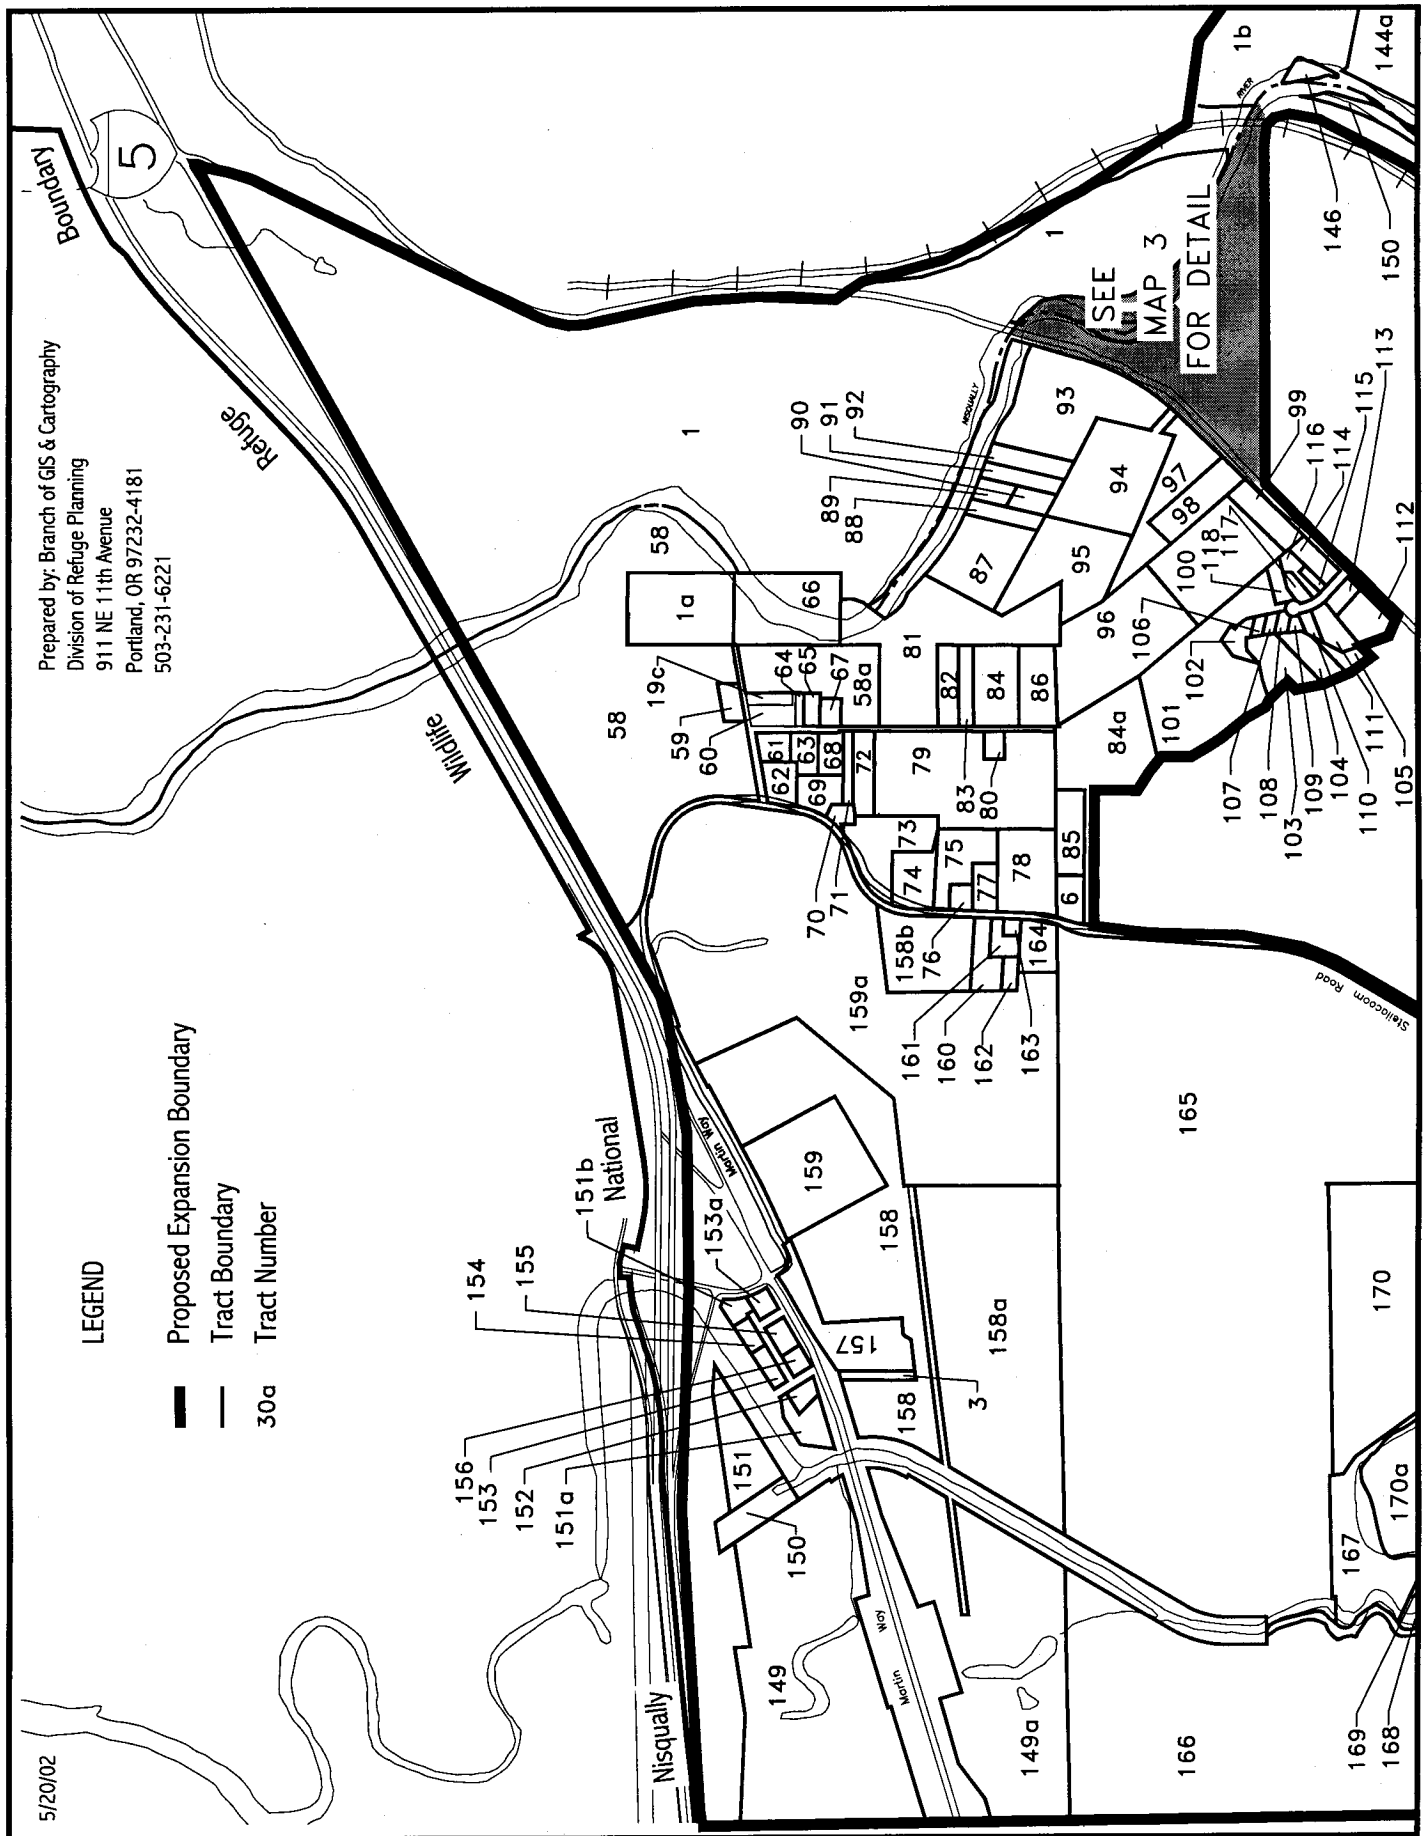 5/20/02
Prepared by: Branch of GIS & Cartography
Division of Refuge Planning
911 NE 11th Avenue
Portland, OR 97232-4181
503-231-6221
LEGEND
Proposed Expansion Boundary
Tract Boundary
30a Tract Number
Nisqually
National
Wildlife
Refuge
Boundary
5
154
155
151b
153a
156
153
152
151a
151
150
149
Martin Way
Martin Way
149a
157
158
159
158
3
158a
159a
158b
58
58
1
1
1a
1b
19c
59
60
61
62
63
64
65
66
67
68
69
58a
70
71
72
73
74
75
76
77
78
79
80
81
82
83
84
86
85
6
84a
87
88
89
90
91
92
93
94
95
96
97
98
99
100
101
102
106
107
108
103
109
104
110
111
105
112
113
115
114
116
117
118
NISQUALLY
RIVER
SEE
MAP 3
FOR DETAIL
146
150
144a
160
161
162
163
164
165
166
167
168
169
170
170a
Steilacoom Road